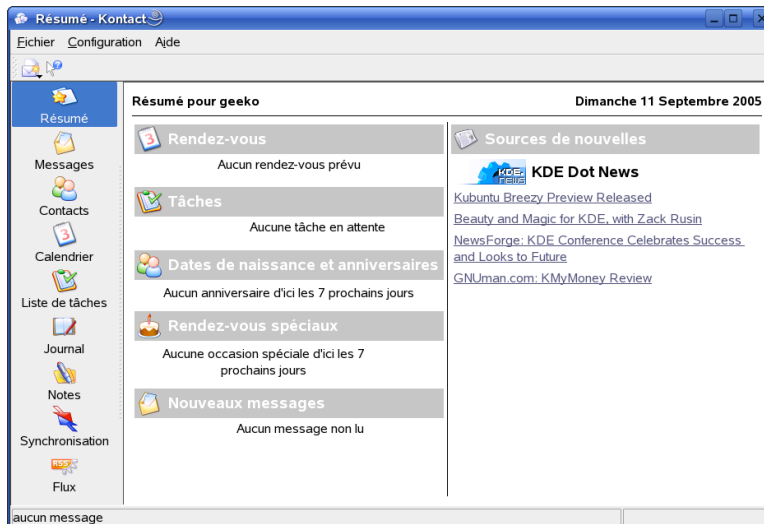 Résumé - Kontact
Fichier Configuration Aide
Résumé
Messages
Contacts
3
Calendrier
Liste de tâches
Journal
Notes
Synchronisation
RSS
Flux
Résumé pour geeko
Dimanche 11 Septembre 2005
3 Rendez-vous
Aucun rendez-vous prévu
Tâches
Aucune tâche en attente
Dates de naissance et anniversaires
Aucun anniversaire d'ici les 7 prochains jours
Rendez-vous spéciaux
Aucune occasion spéciale d'ici les 7
prochains jours
Nouveaux messages
Aucun message non lu
Sources de nouvelles
KDE
NEWS
KDE Dot News
Kubuntu Breezy Preview Released
Beauty and Magic for KDE, with Zack Rusin
NewsForge: KDE Conference Celebrates Success
and Looks to Future
GNUman.com: KMyMoney Review
aucun message